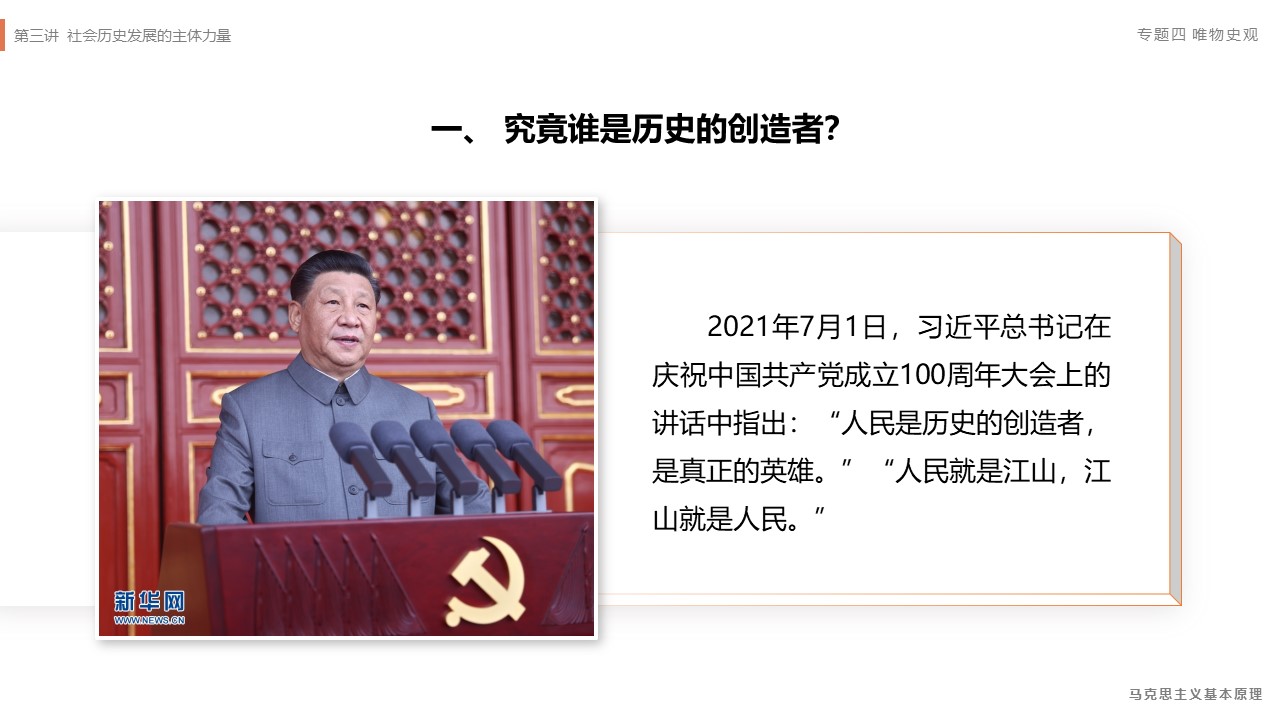 第三讲 社会历史发展的主体力量
专题四 唯物史观
一、 究竟谁是历史的创造者？
2021年7月1日，习近平总书记在
庆祝中国共产党成立100周年大会上的
讲话中指出：“人民是历史的创造者，
是真正的英雄。”“人民就是江山，江
山就是人民。”
新华网
WWW.NEWS.CN
马克思主义基本原理